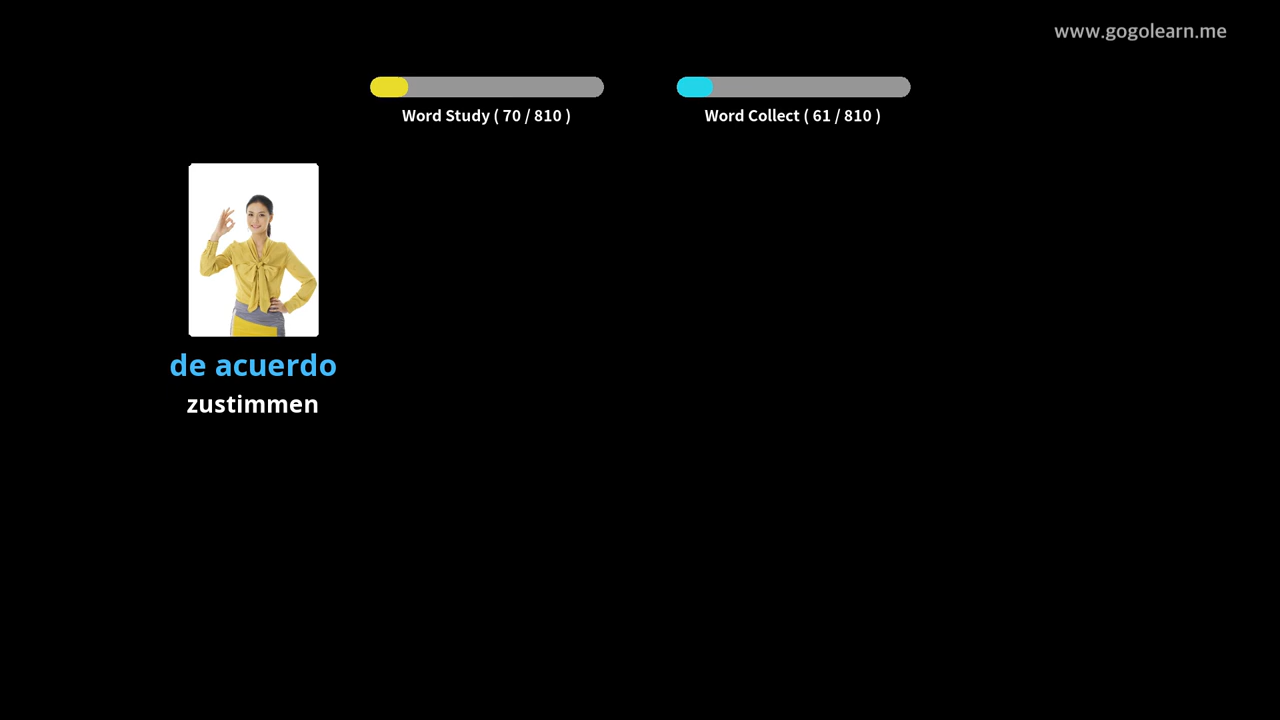 www.gogolearn.me
Word Study ( 70 / 810 )
Word Collect ( 61 / 810 )
de acuerdo
zustimmen